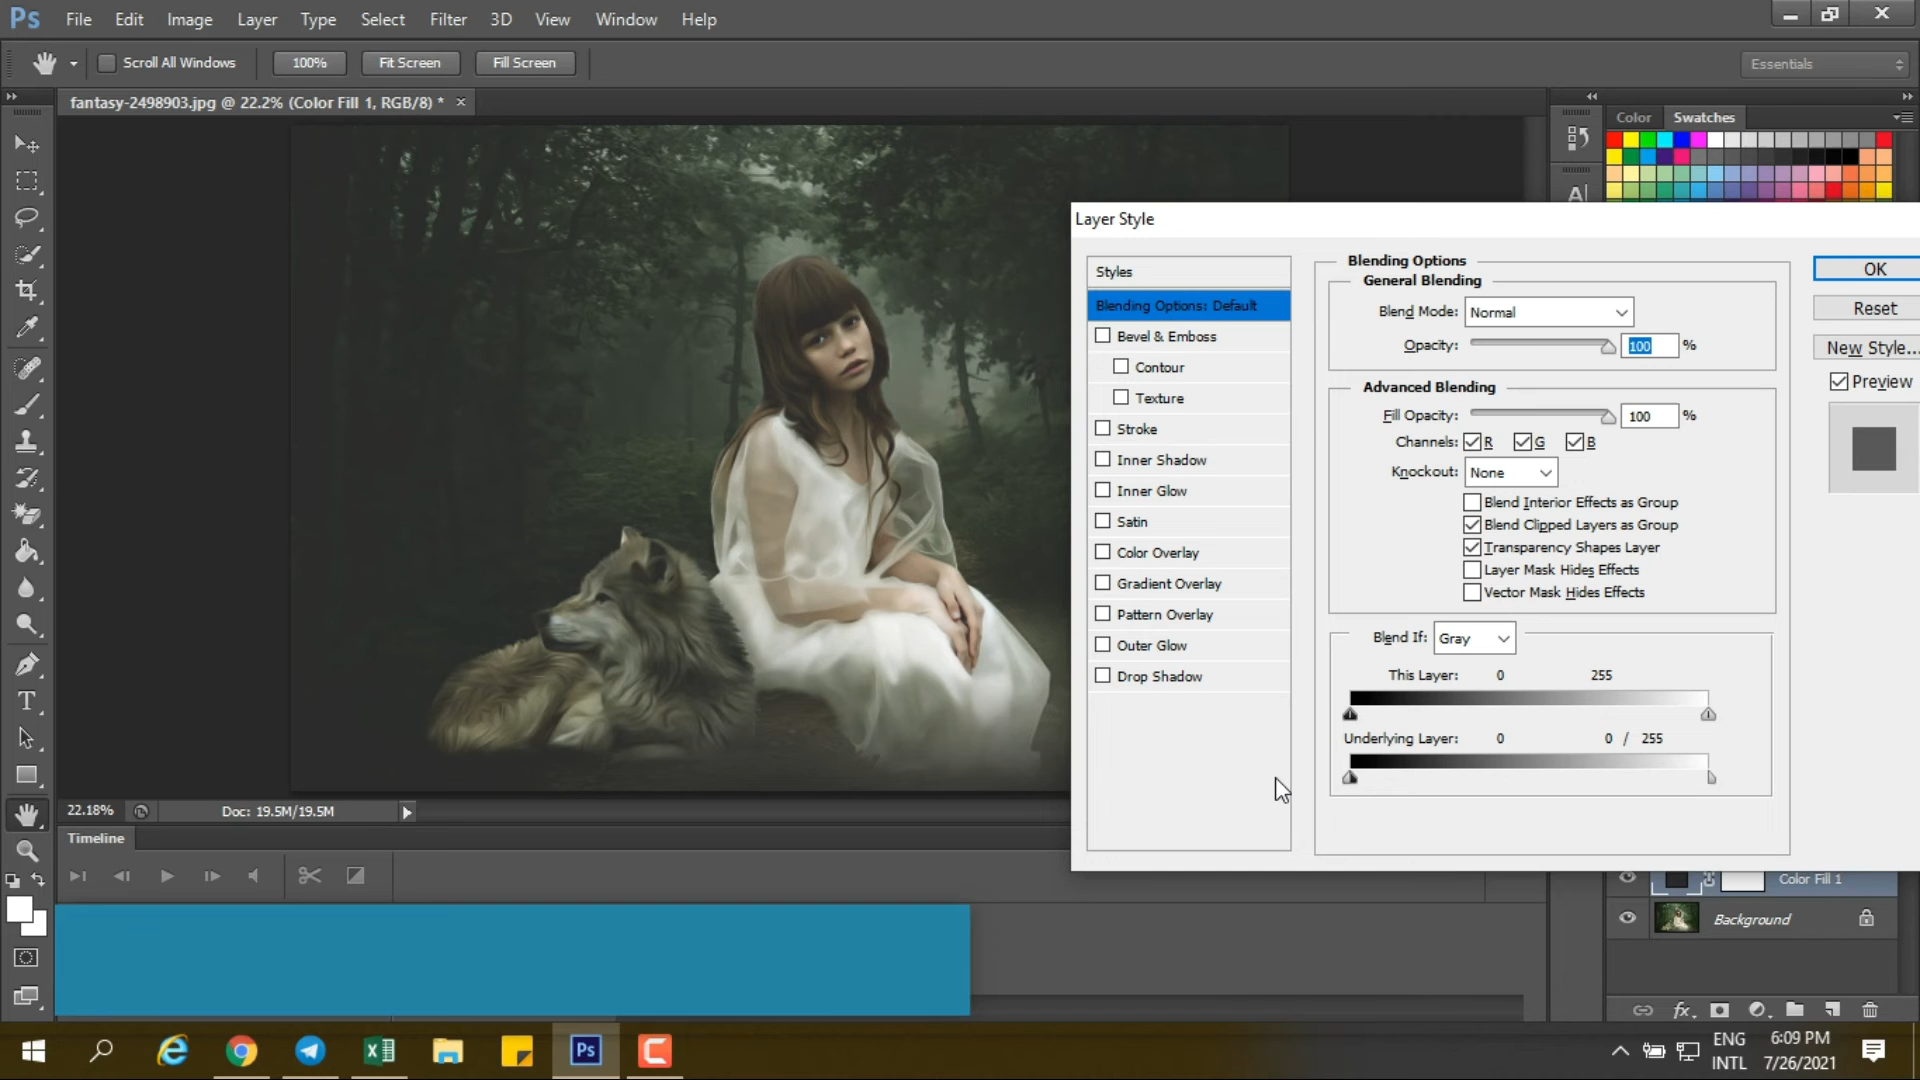 Ps File Edit Image Layer Type Select Filter 3D View Window Help
Scroll All Windows 100% Fit Screen Fill Screen Essentials
fantasy-2498903.jpg @ 22.2% (Color Fill 1, RGB/8) * ×
Color Swatches
A
Layer Style
Styles
Blending Options: Default
Bevel & Emboss
Contour
Texture
Stroke
Inner Shadow
Inner Glow
Satin
Color Overlay
Gradient Overlay
Pattern Overlay
Outer Glow
Drop Shadow
Blending Options
General Blending
Blend Mode: Normal
Opacity: 100 %
Advanced Blending
Fill Opacity: 100 %
Channels: R G B
Knockout: None
Blend Interior Effects as Group
Blend Clipped Layers as Group
Transparency Shapes Layer
Layer Mask Hides Effects
Vector Mask Hides Effects
Blend If: Gray
This Layer: 0 255
Underlying Layer: 0 0 / 255
OK
Reset
New Style...
Preview
22.18% Doc: 19.5M/19.5M
Timeline
Color Fill 1
Background
fx
T
Ps
ENG
INTL
6:09 PM
7/26/2021